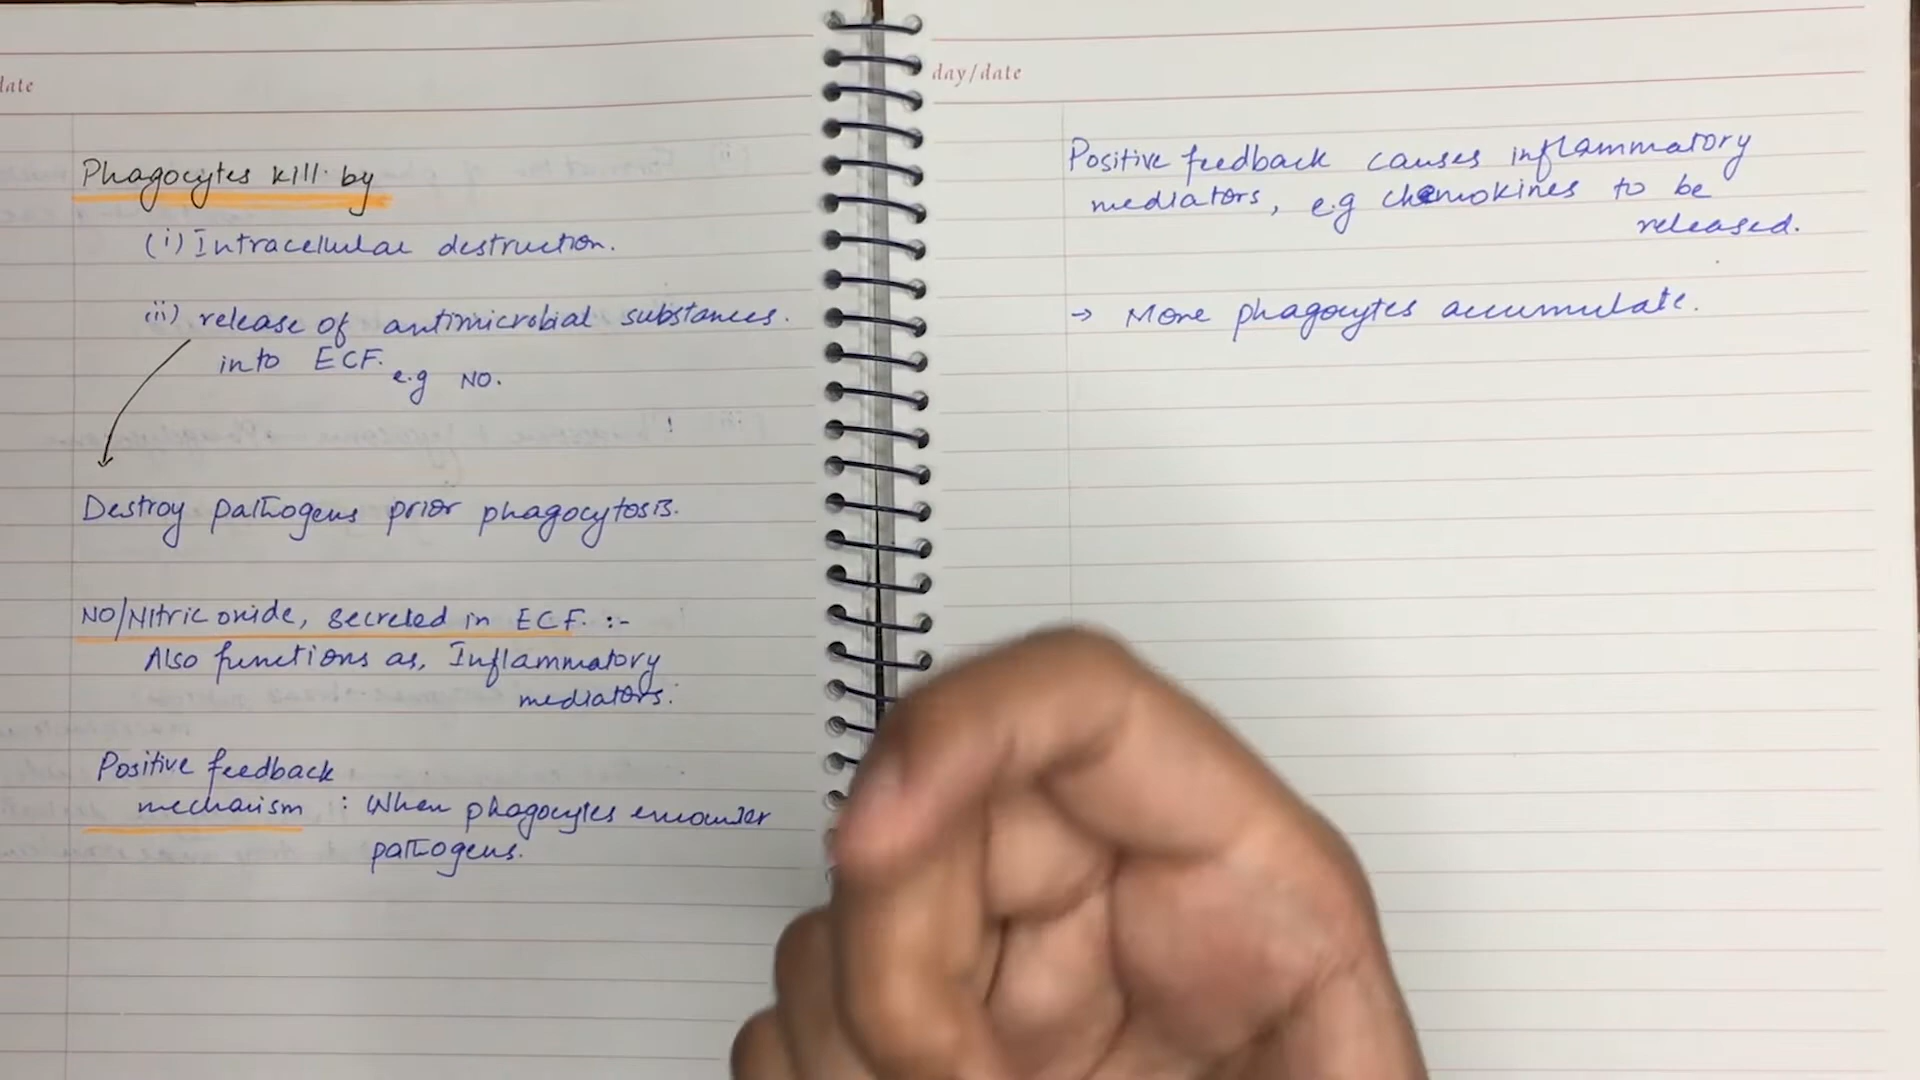 date
Phagocytes kill by
(i) Intracellular destruction.
(ii) release of antimicrobial substances.
into ECF.
e.g NO.
Destroy pathogens prior phagocytosis.
NO/Nitric oxide, secreted in ECF :-
Also functions as, Inflammatory
mediators.
Positive feedback
mechanism : When phagocytes encounter
pathogens.
day/date
Positive feedback causes inflammatory
mediators, e.g chemokines to be
released.
→ More phagocytes accumulate.